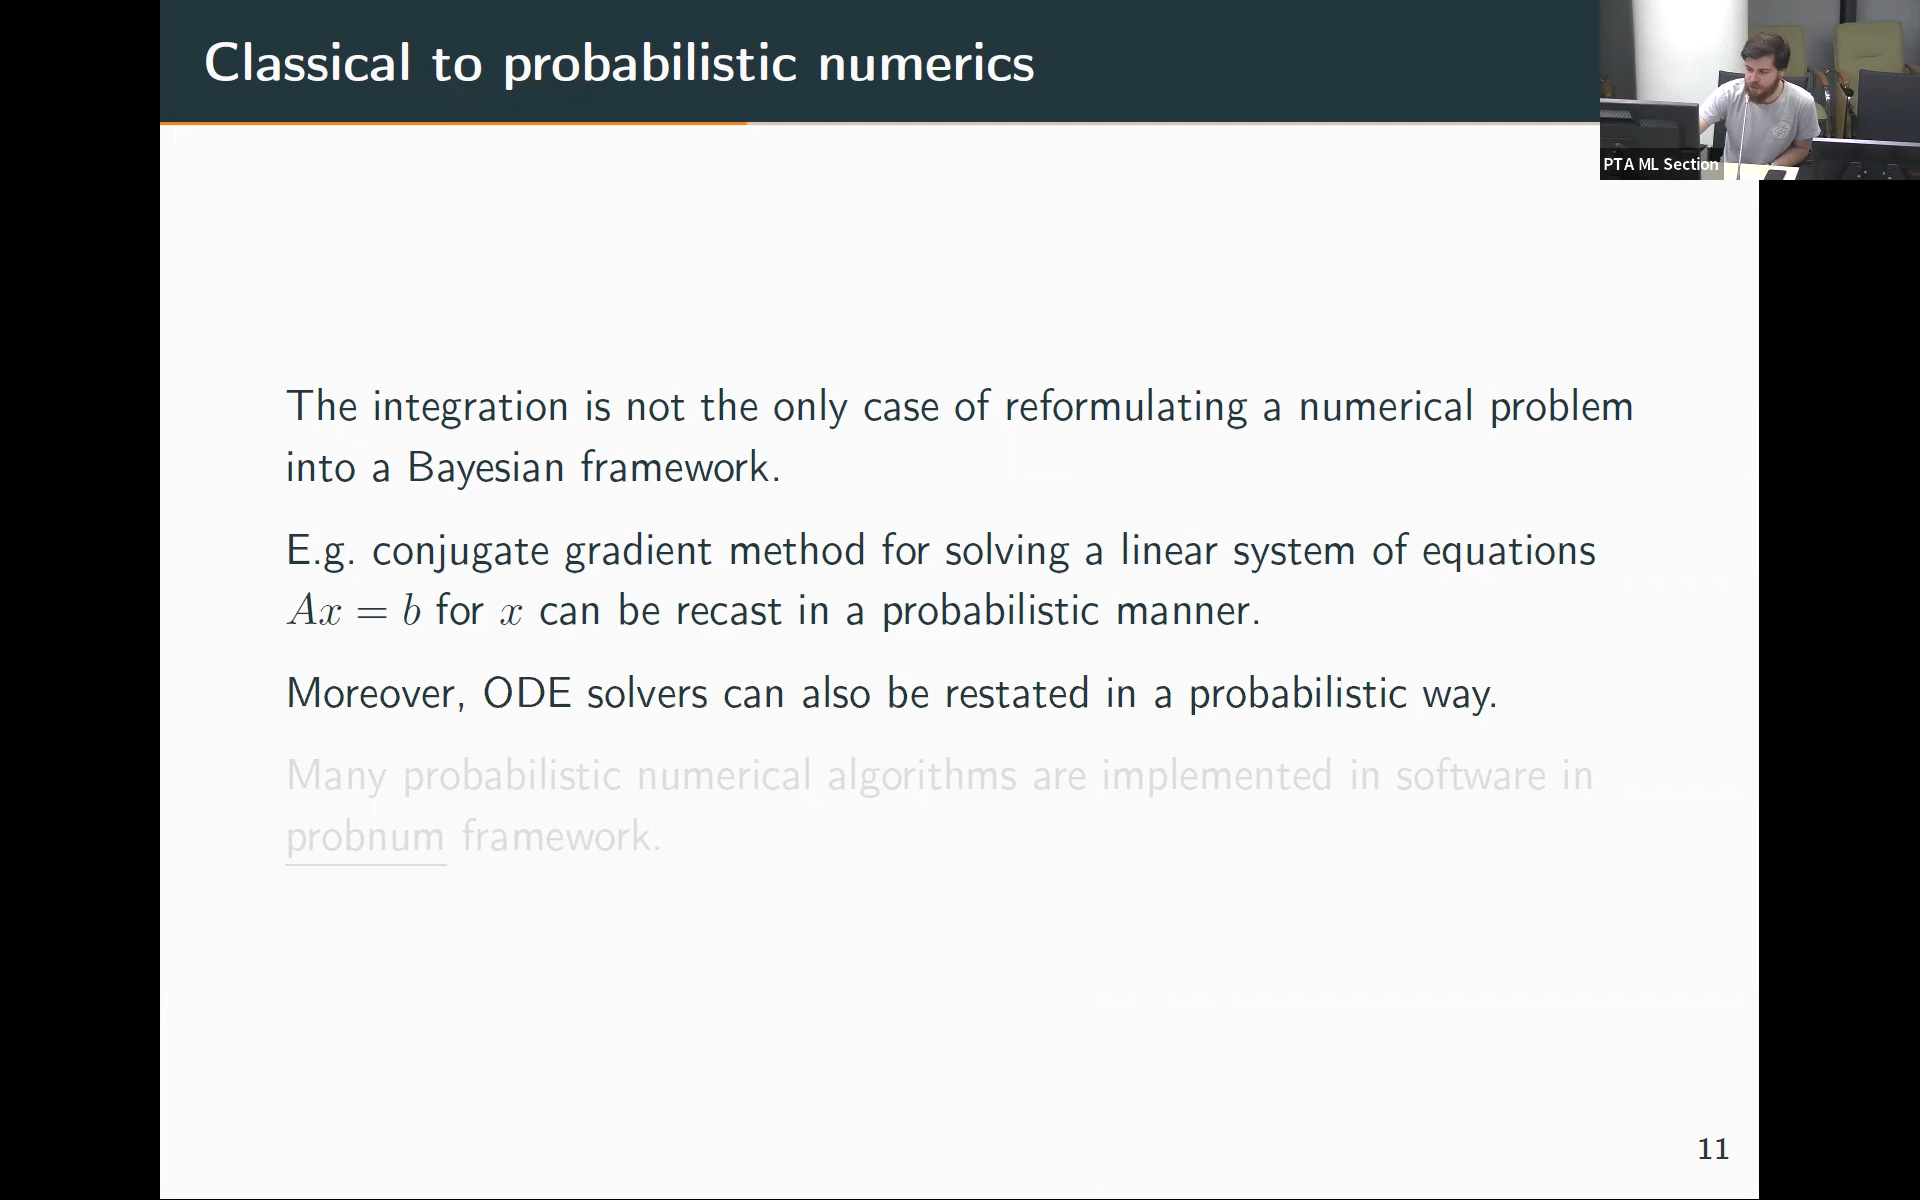 Classical to probabilistic numerics
PTA ML Section
The integration is not the only case of reformulating a numerical problem
into a Bayesian framework.
E.g. conjugate gradient method for solving a linear system of equations
Ax = b for x can be recast in a probabilistic manner.
Moreover, ODE solvers can also be restated in a probabilistic way.
Many probabilistic numerical algorithms are implemented in software in
probnum framework.
11